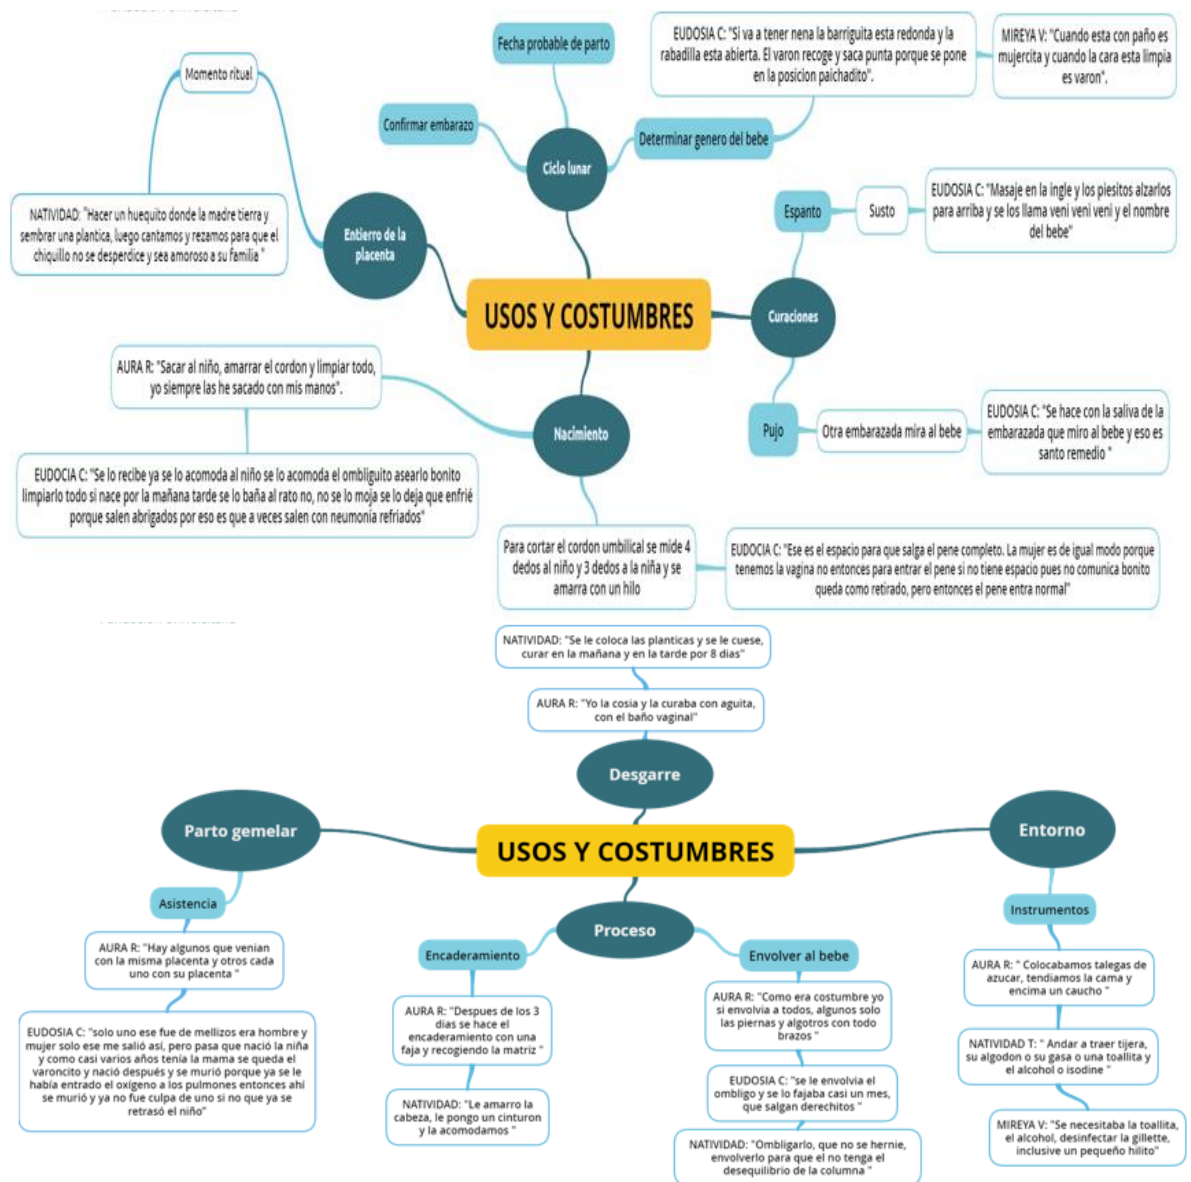 Fecha probable de parto
EUDOSIA C: "Si va a tener nena la barriguita esta redonda y la
rabadilla esta abierta. El varon recoge y saca punta porque se pone
en la posicion paichadito".
MIREYA V: "Cuando esta con paño es
mujercita y cuando la cara esta limpia
es varon".
Momento ritual
Confirmar embarazo
Determinar genero del bebe
Ciclo lunar
NATIVIDAD: "Hacer un huequito donde la madre tierra y
sembrar una plantica, luego cantamos y rezamos para que el
chiquillo no se desperdice y sea amoroso a su familia "
Entierro de la
placenta
Espanto
Susto
EUDOSIA C: "Masaje en la ingle y los piesitos alzarlos
para arriba y se los llama veni veni veni y el nombre
del bebe"
USOS Y COSTUMBRES
Curaciones
AURA R: "Sacar al niño, amarrar el cordon y limpiar todo,
yo siempre las he sacado con mis manos".
Nacimiento
Pujo
Otra embarazada mira al bebe
EUDOSIA C: "Se hace con la saliva de la
embarazada que miro al bebe y eso es
santo remedio "
EUDOCIA C: "Se lo recibe ya se lo acomoda al niño se lo acomoda el ombliguito asearlo bonito
limpiarlo todo si nace por la mañana tarde se lo baña al rato no, no se lo moja se lo deja que enfrié
porque salen abrigados por eso es que a veces salen con neumonía refriados"
Para cortar el cordon umbilical se mide 4
dedos al niño y 3 dedos a la niña y se
amarra con un hilo
EUDOCIA C: "Ese es el espacio para que salga el pene completo. La mujer es de igual modo porque
tenemos la vagina no entonces para entrar el pene si no tiene espacio pues no comunica bonito
queda como retirado, pero entonces el pene entra normal"
NATIVIDAD: "Se le coloca las planticas y se le cuese,
curar en la mañana y en la tarde por 8 dias"
AURA R: "Yo la cosia y la curaba con aguita,
con el baño vaginal"
Desgarre
Parto gemelar
USOS Y COSTUMBRES
Entorno
Asistencia
AURA R: "Hay algunos que venian
con la misma placenta y otros cada
uno con su placenta "
EUDOSIA C: "solo uno ese fue de mellizos era hombre y
mujer solo ese me salió así, pero pasa que nació la niña
y como casi varios años tenía la mama se queda el
varoncito y nació después y se murió porque ya se le
había entrado el oxígeno a los pulmones entonces ahí
se murió y ya no fue culpa de uno si no que ya se
retrasó el niño"
Proceso
Encaderamiento
AURA R: "Despues de los 3
dias se hace el
encaderamiento con una
faja y recogiendo la matriz "
NATIVIDAD: "Le amarro la
cabeza, le pongo un cinturon
y la acomodamos "
Envolver al bebe
AURA R: "Como era costumbre yo
si envolvia a todos, algunos solo
las piernas y algotros con todo
brazos "
EUDOSIA C: "se le envolvia el
ombligo y se lo fajaba casi un mes,
que salgan derechitos "
NATIVIDAD: "Ombligarlo, que no se hernie,
envolverlo para que el no tenga el
desequilibrio de la columna "
Instrumentos
AURA R: " Colocabamos talegas de
azucar, tendiamos la cama y
encima un caucho "
NATIVIDAD T: " Andar a traer tijera,
su algodon o su gasa o una toallita y
el alcohol o isodine "
MIREYA V: "Se necesitaba la toallita,
el alcohol, desinfectar la gillette,
inclusive un pequeño hilito"